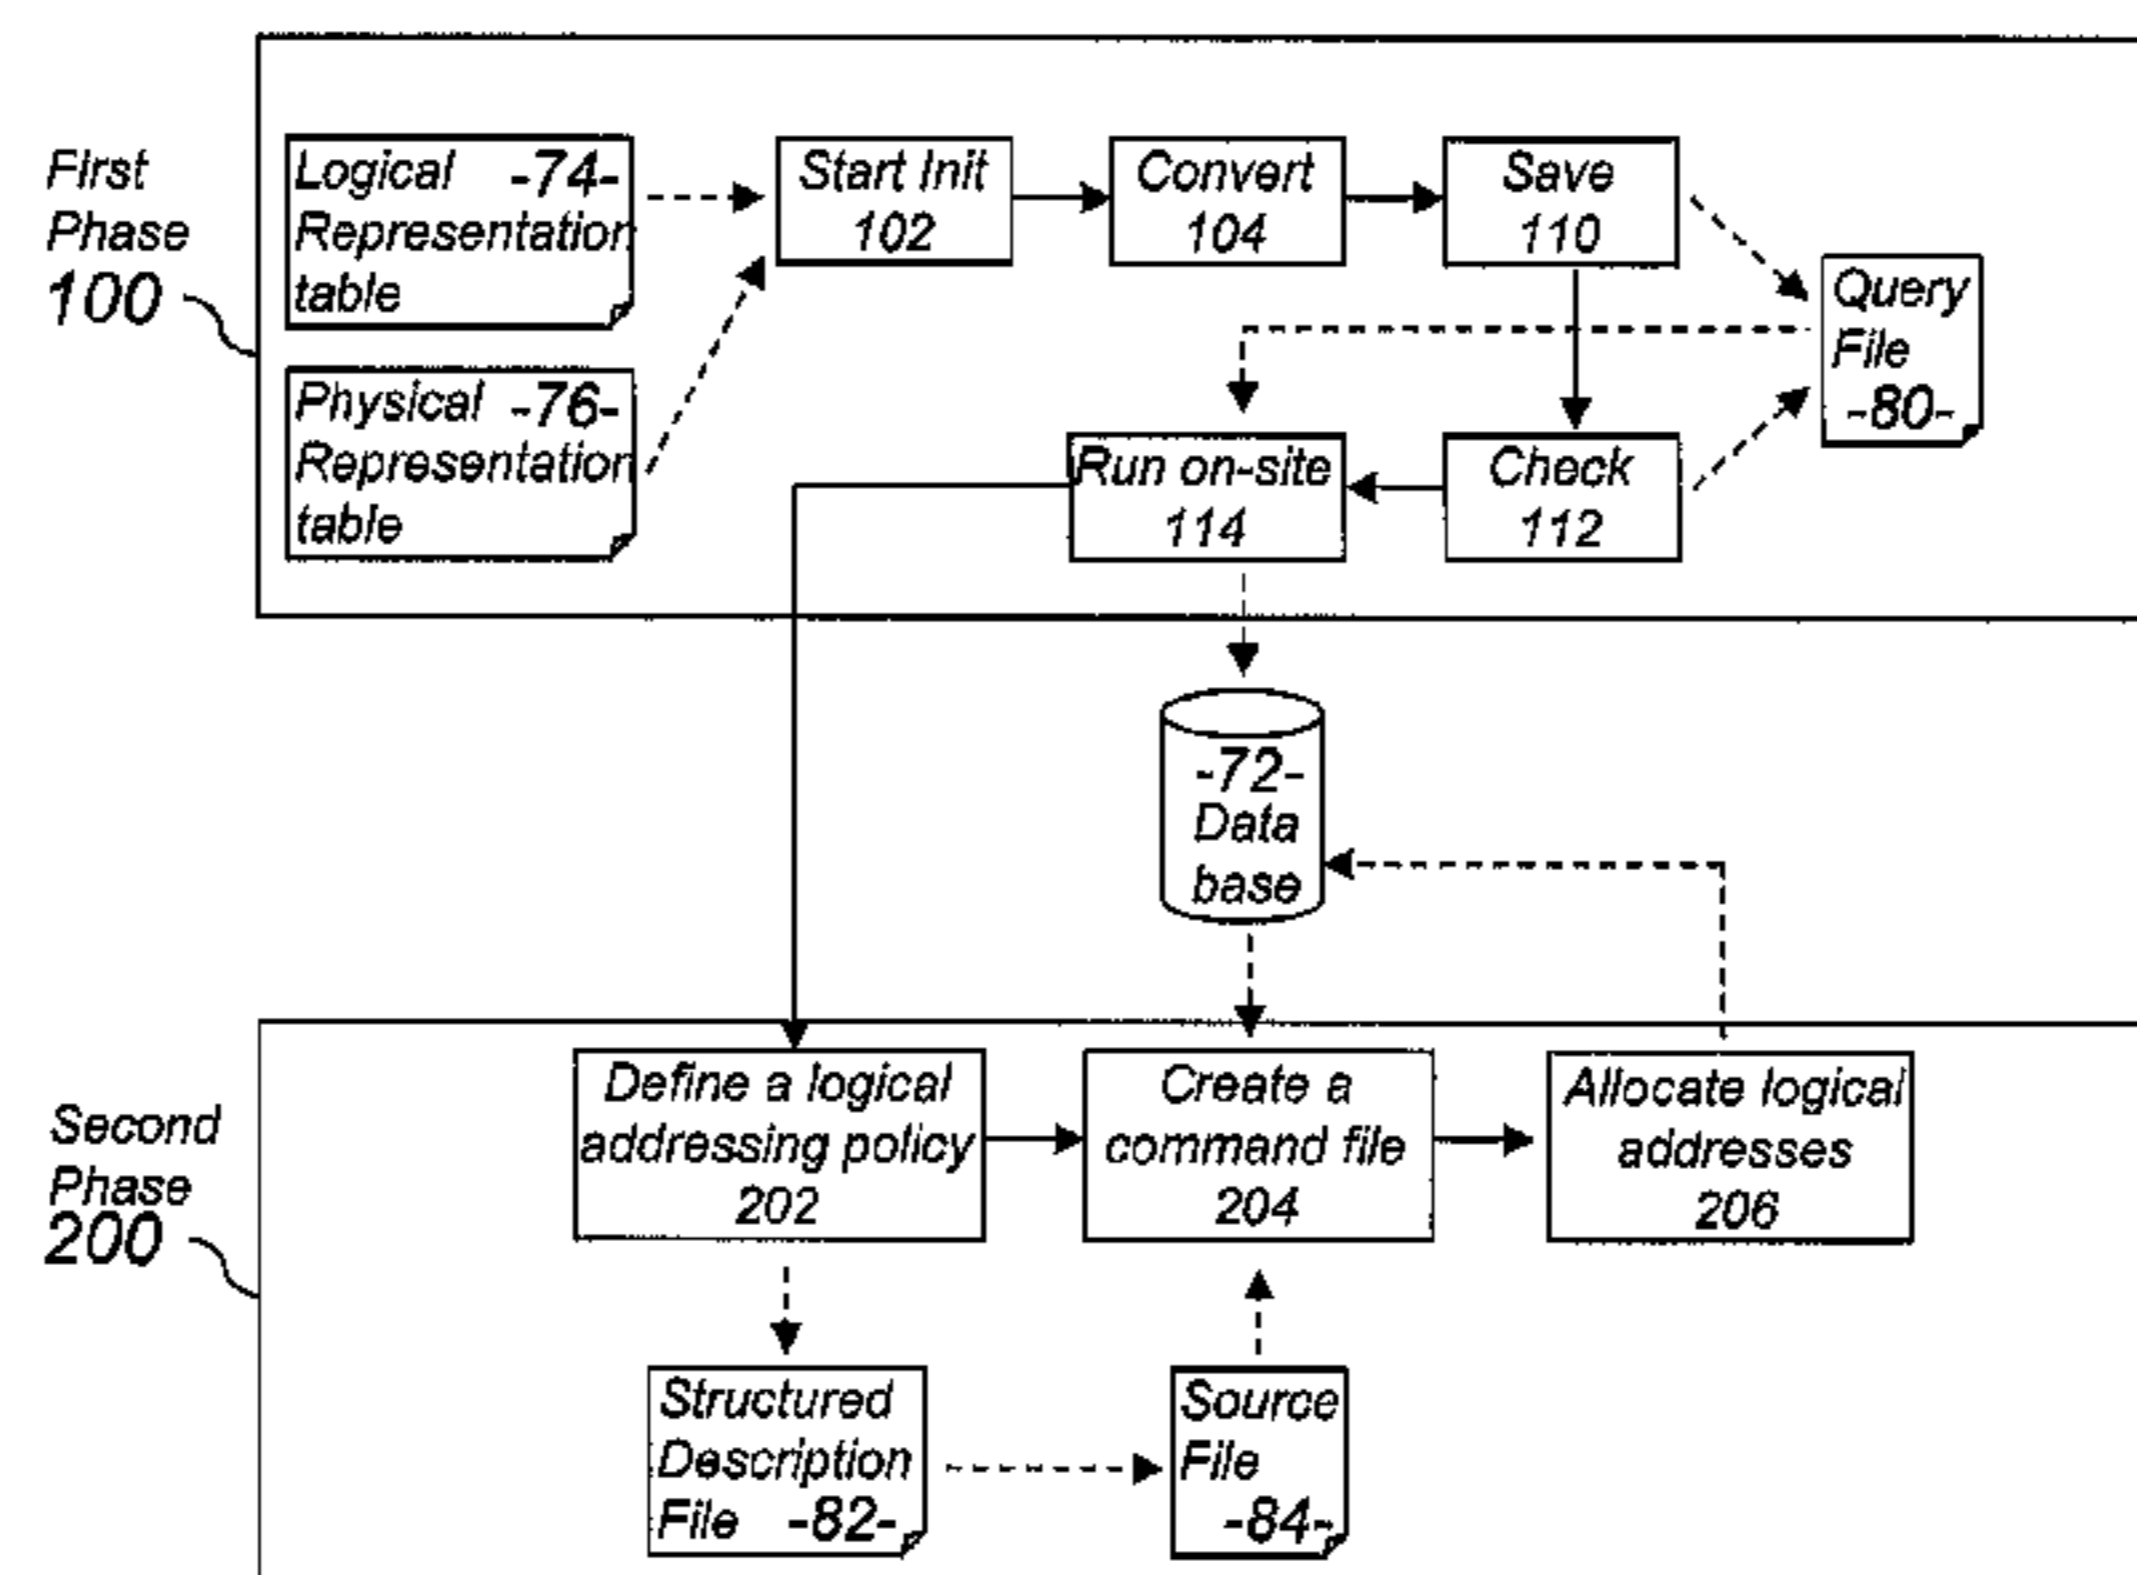 First
Phase
100
Logical -74-
Representation
table
Physical -76-
Representation
table
Start Init
102
Convert
104
Save
110
Query
File
-80-
Run on-site
114
Check
112
-72-
Data
base
Second
Phase
200
Define a logical
addressing policy
202
Create a
command file
204
Allocate logical
addresses
206
Structured
Description
File -82-
Source
File
-84-